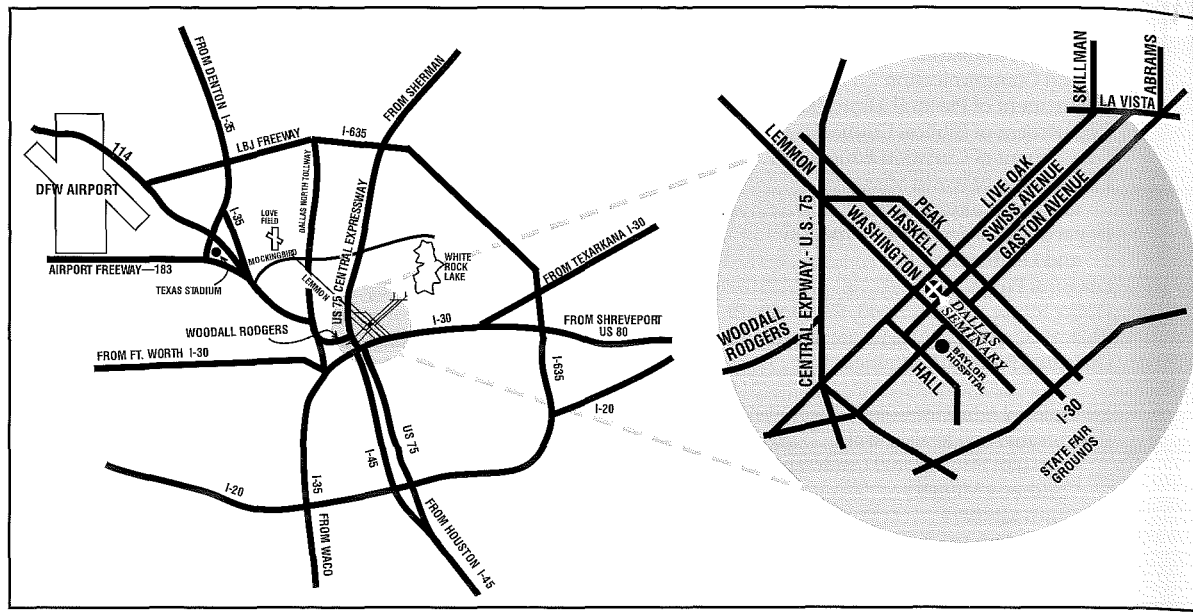 FROM DENTON I-35
FROM SHERMAN
LBJ FREEWAY
I-635
114
DFW AIRPORT
I-35
LOVE
FIELD
DALLAS NORTH TOLLWAY
MOCKINGBIRD
US 75 CENTRAL EXPRESSWAY
WHITE
ROCK
LAKE
FROM TEXARKANA I-30
AIRPORT FREEWAY—183
TEXAS STADIUM
LEMMON
WOODALL RODGERS
I-30
FROM SHREVEPORT
US 80
FROM FT. WORTH I-30
I-635
I-20
US 75
I-45
I-20
I-35
FROM WACO
FROM HOUSTON I-45
SKILLMAN
ABRAMS
LA VISTA
LEMMON
PEAK
HASKELL
WASHINGTON
LIVE OAK
SWISS AVENUE
GASTON AVENUE
CENTRAL EXPWAY.- U.S. 75
WOODALL
RODGERS
DALLAS
SEMINARY
BAYLOR
HOSPITAL
HALL
I-30
STATE FAIR
GROUNDS